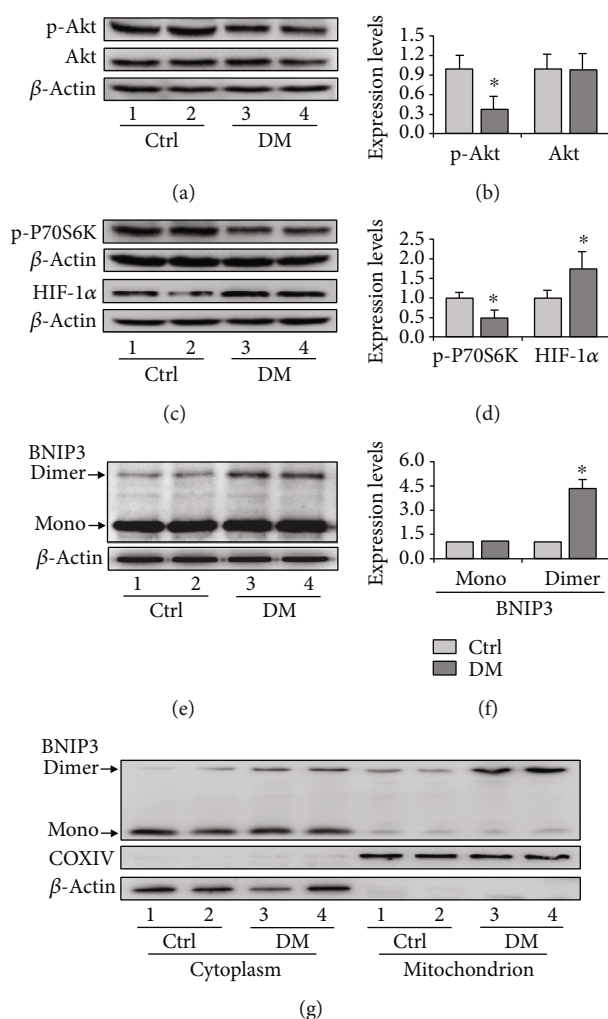 p-Akt
Akt
β-Actin
1 2 3 4
Ctrl DM
(a)
Expression levels
1.5
1.2
0.9
0.6
0.3
0.0
*
p-Akt Akt
(b)
p-P70S6K
β-Actin
HIF-1α
β-Actin
1 2 3 4
Ctrl DM
(c)
Expression levels
2.5
2.0
1.5
1.0
0.5
0.0
* *
p-P70S6K HIF-1α
(d)
BNIP3
Dimer
Mono
β-Actin
1 2 3 4
Ctrl DM
(e)
Expression levels
6.0
4.5
3.0
1.5
0.0
*
Mono Dimer
BNIP3
Ctrl
DM
(f)
BNIP3
Dimer
Mono
COXIV
β-Actin
1 2 3 4 1 2 3 4
Ctrl DM Ctrl DM
Cytoplasm Mitochondrion
(g)